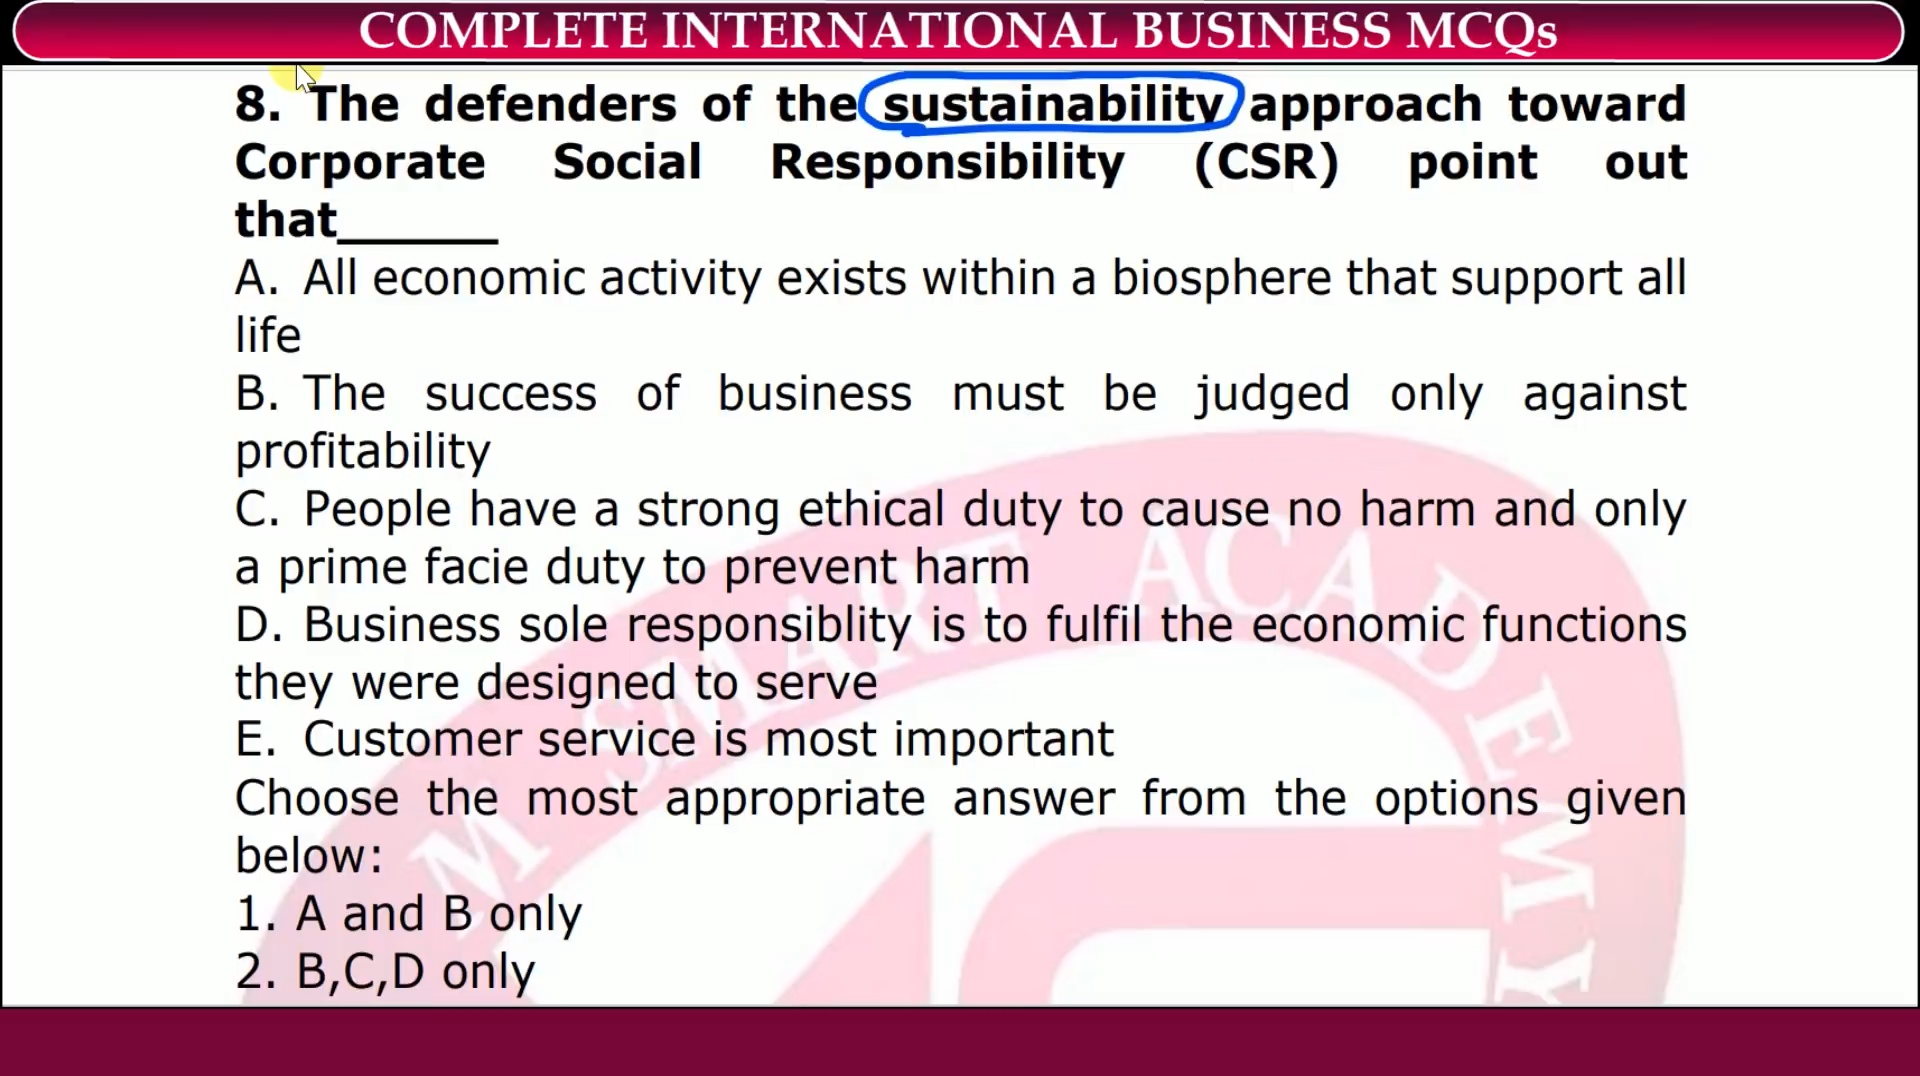 COMPLETE INTERNATIONAL BUSINESS MCQs
8. The defenders of the sustainability approach toward
Corporate Social Responsibility (CSR) point out
that______
A. All economic activity exists within a biosphere that support all
life
B. The success of business must be judged only against
profitability
C. People have a strong ethical duty to cause no harm and only
a prime facie duty to prevent harm
D. Business sole responsiblity is to fulfil the economic functions
they were designed to serve
E. Customer service is most important
Choose the most appropriate answer from the options given
below:
1. A and B only
2. B,C,D only
M SMART ACADEMY